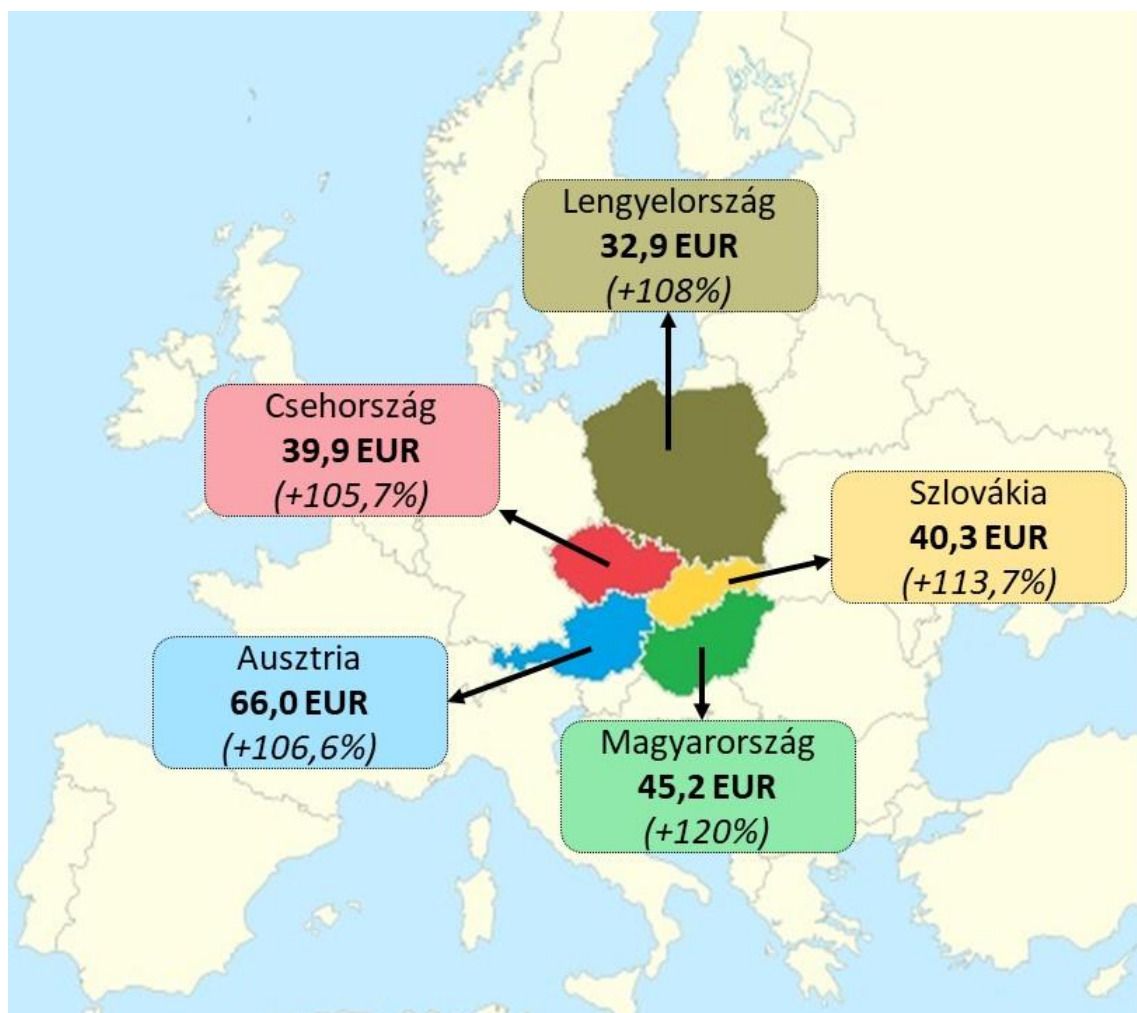 Lengyelország
32,9 EUR
(+108%)
Csehország
39,9 EUR
(+105,7%)
Szlovákia
40,3 EUR
(+113,7%)
Ausztria
66,0 EUR
(+106,6%)
Magyarország
45,2 EUR
(+120%)